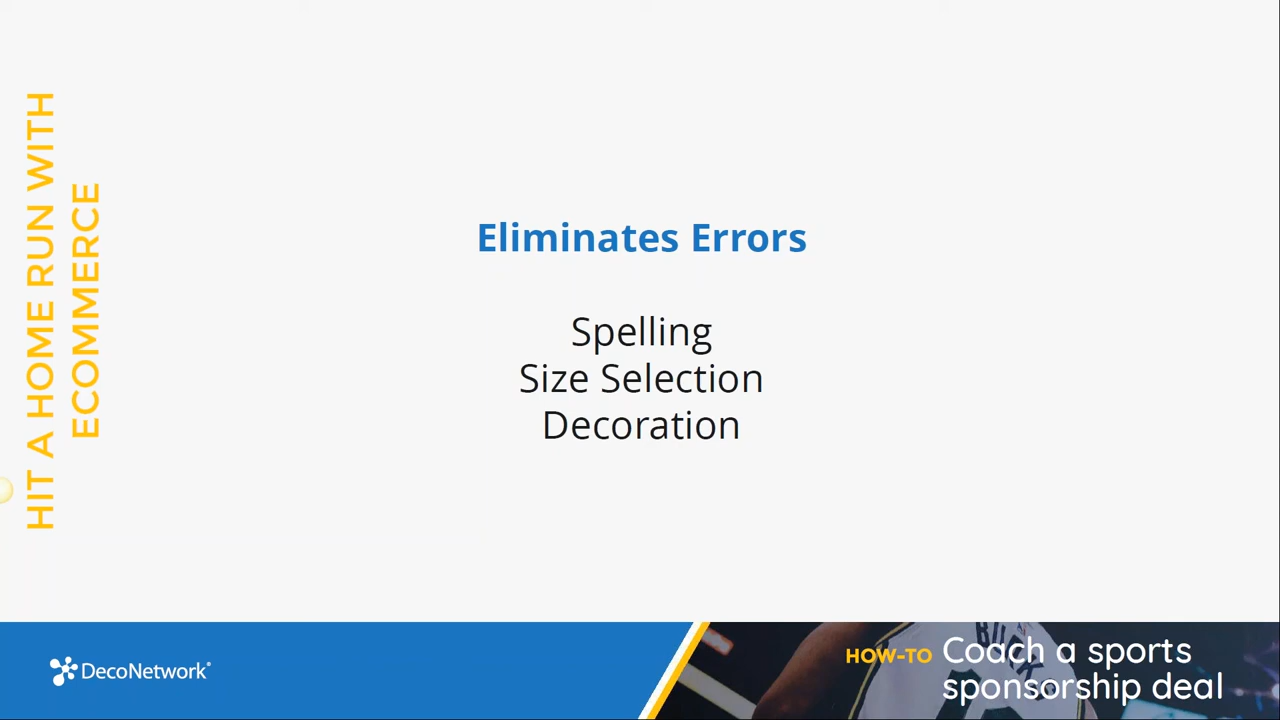 HIT A HOME RUN WITH
ECOMMERCE
Eliminates Errors
Spelling
Size Selection
Decoration
DecoNetwork®
HOW-TO Coach a sports
sponsorship deal